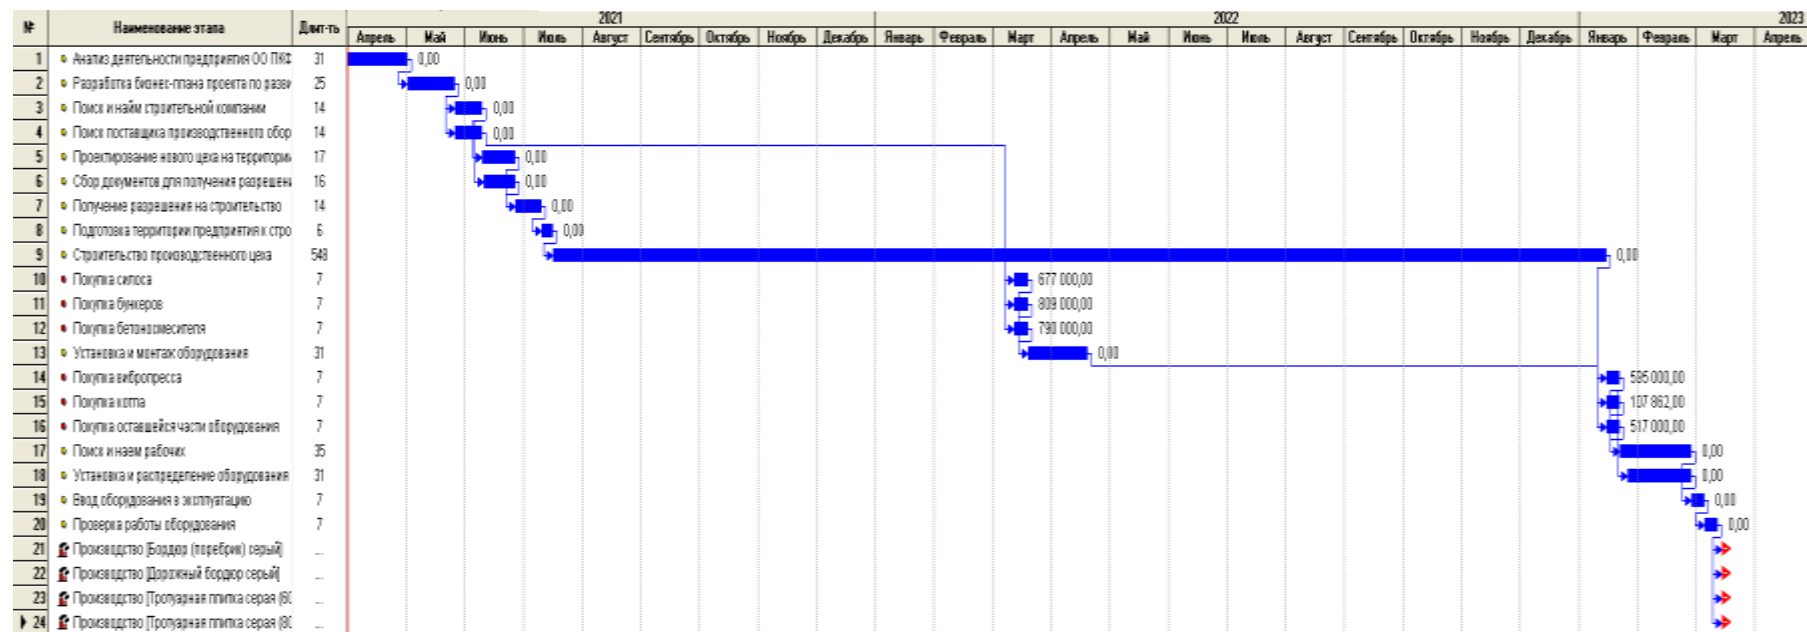 № Наименование этапа Длит-ть 2021 2022 2023
Апрель Май Июнь Июль Август Сентябрь Октябрь Ноябрь Декабрь Январь Февраль Март Апрель Май Июнь Июль Август Сентябрь Октябрь Ноябрь Декабрь Январь Февраль Март Апрель
1 Анализ деятельности предприятия ОО ПКФ 31 0,00
2 Разработка бизнес-плана проекта по разви 25 0,00
3 Поиск и найм строительной компании 14 0,00
4 Поиск поставщика производственного обор 14 0,00
5 Проектирование нового цеха на территори 17 0,00
6 Сбор документов для получения разрешени 16 0,00
7 Получение разрешения на строительство 14 0,00
8 Подготовка территории предприятия к стро 6 0,00
9 Строительство производственного цеха 548 0,00
10 Покупка силоса 7 677 000,00
11 Покупка бункеров 7 809 000,00
12 Покупка бетоносмесителя 7 790 000,00
13 Установка и монтаж оборудования 31 0,00
14 Покупка вибропресса 7 595 000,00
15 Покупка котла 7 107 862,00
16 Покупка оставшейся части оборудования 7 517 000,00
17 Поиск и наем рабочих 35 0,00
18 Установка и распределение оборудования 31 0,00
19 Ввод оборудования в эксплуатацию 7 0,00
20 Проверка работы оборудования 7 0,00
21 Производство [Бордюр (поребрик) серый] ...
22 Производство [Дорожный бордюр серый] ...
23 Производство [Тротуарная плитка серая (60 ...
24 Производство [Тротуарная плитка серая (80 ...